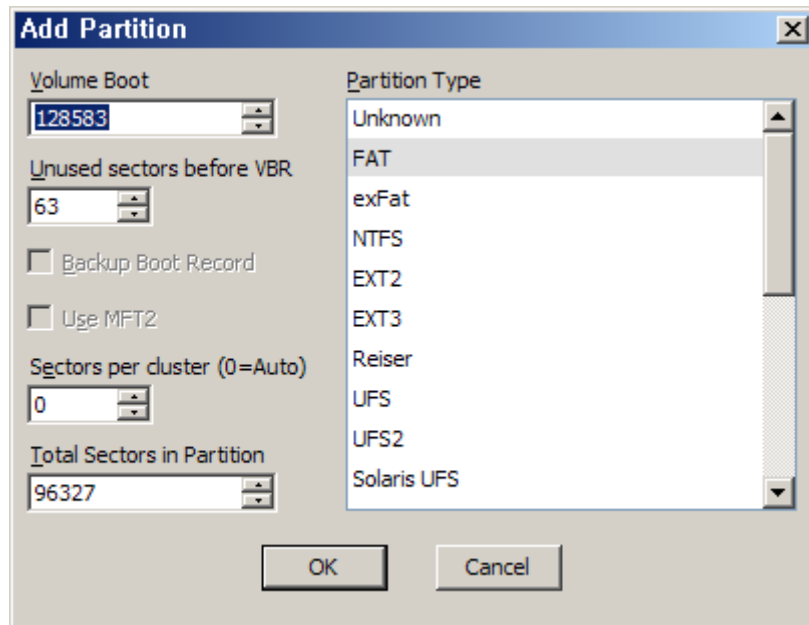 Add Partition
Volume Boot
128583
Unused sectors before VBR
63
Backup Boot Record
Use MFT2
Sectors per cluster (0=Auto)
0
Total Sectors in Partition
96327
Partition Type
Unknown
FAT
exFat
NTFS
EXT2
EXT3
Reiser
UFS
UFS2
Solaris UFS
OK
Cancel